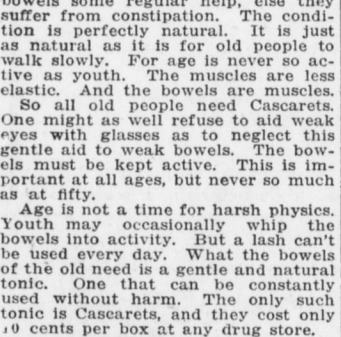 bowels some regular help, else they
suffer from constipation. The condi-
tion is perfectly natural. It is just
as natural as it is for old people to
walk slowly. For age is never so ac-
tive as youth. The muscles are less
elastic. And the bowels are muscles.
So all old people need Cascarets.
One might as well refuse to aid weak
eyes with glasses as to neglect this
gentle aid to weak bowels. The bow-
els must be kept active. This is im-
portant at all ages, but never so much
as at fifty.
Age is not a time for harsh physics.
Youth may occasionally whip the
bowels into activity. But a lash can't
be used every day. What the bowels
of the old need is a gentle and natural
tonic. One that can be constantly
used without harm. The only such
tonic is Cascarets, and they cost only
10 cents per box at any drug store.